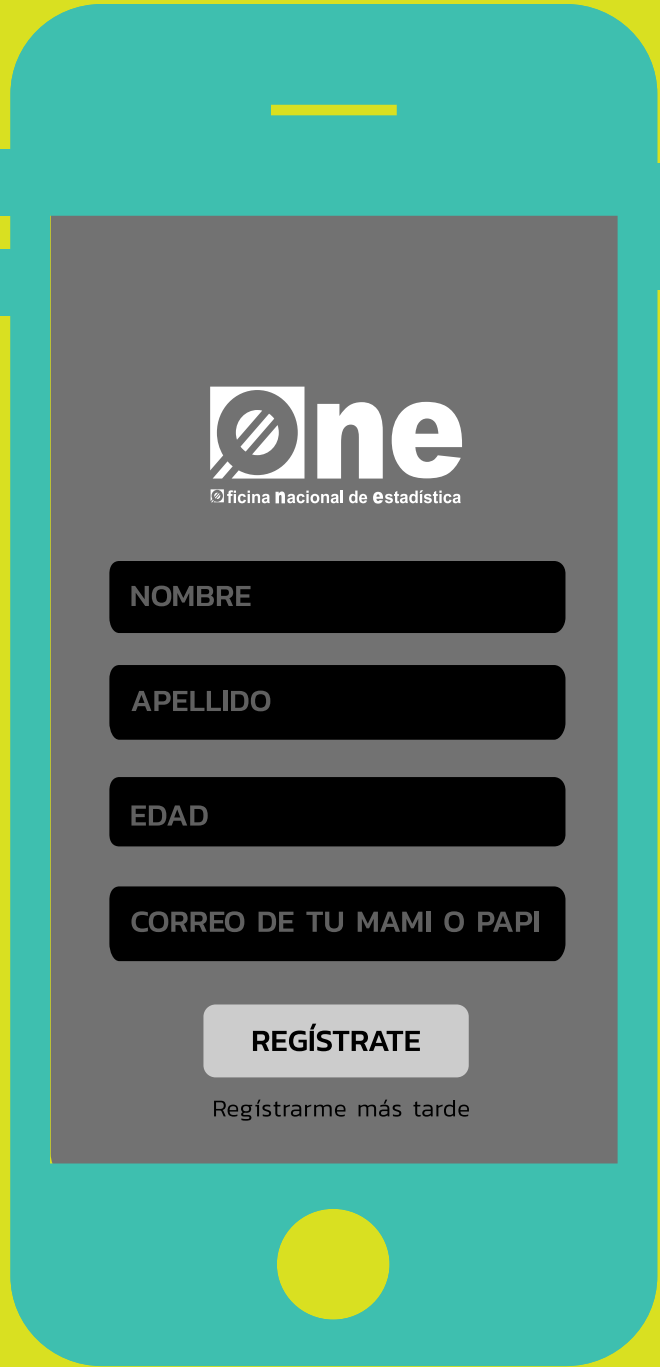 One
Oficina nacional de estadística
NOMBRE
APELLIDO
EDAD
CORREO DE TU MAMI O PAPI
REGÍSTRATE
Regístrarme más tarde